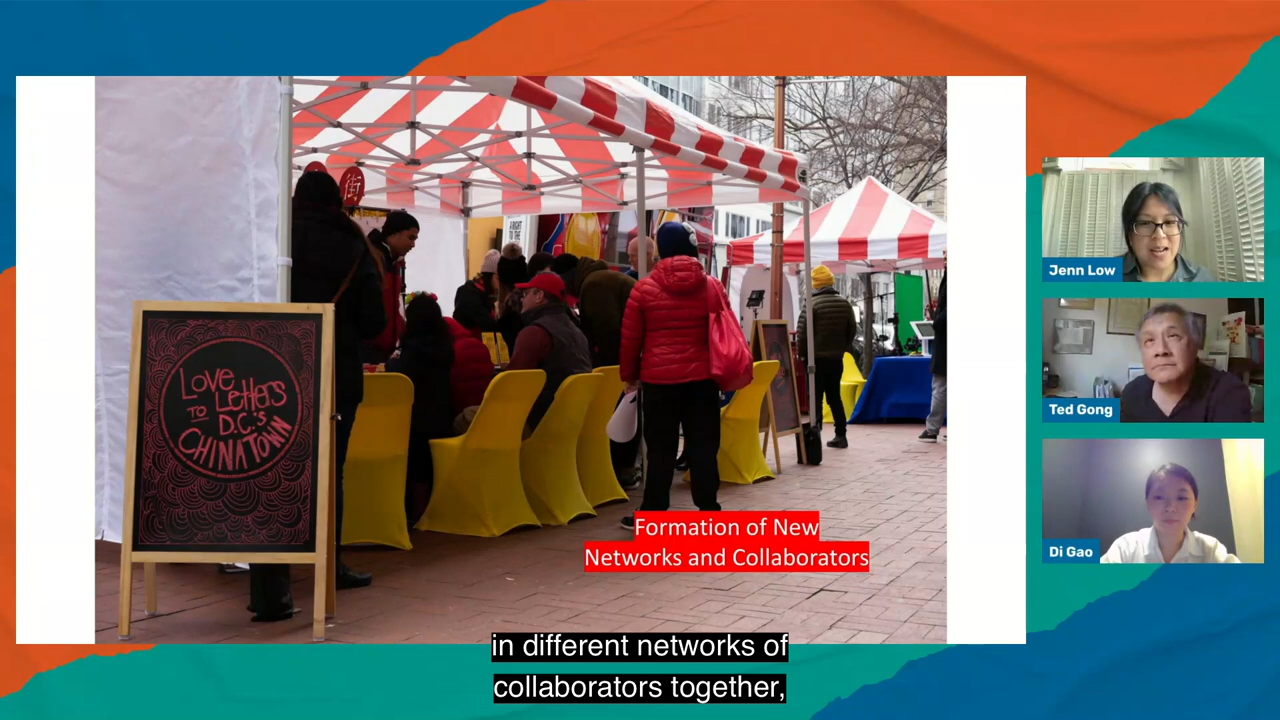 街
LOVE
TO LETTERS
D.C.'S
CHINATOWN
Formation of New
Networks and Collaborators
Jenn Low
Ted Gong
Di Gao
in different networks of
collaborators together,